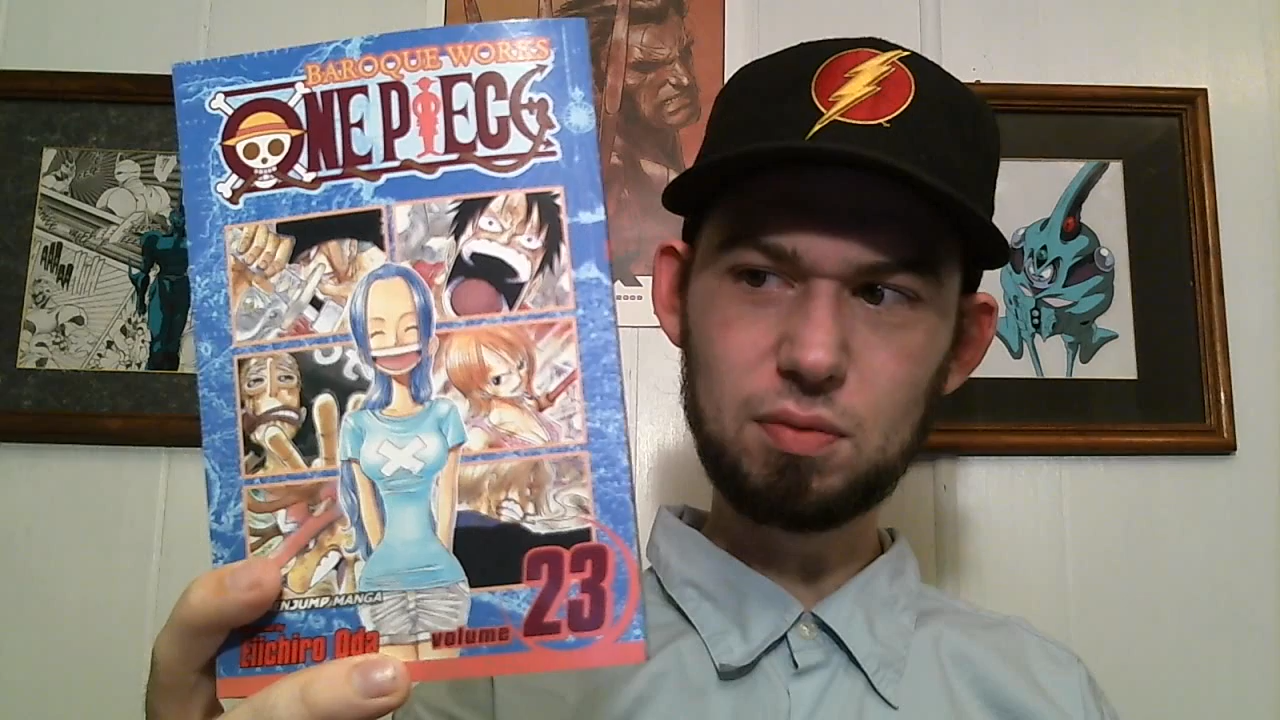 BAROQUE WORKS
ONE PIECE
JUMP MANGA
Eiichiro Oda
volume 23